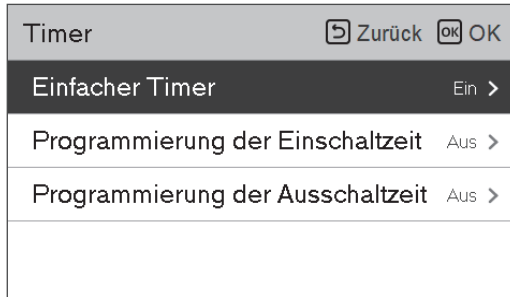 Timer Zurück OK OK
Einfacher Timer Ein >
Programmierung der Einschaltzeit Aus >
Programmierung der Ausschaltzeit Aus >